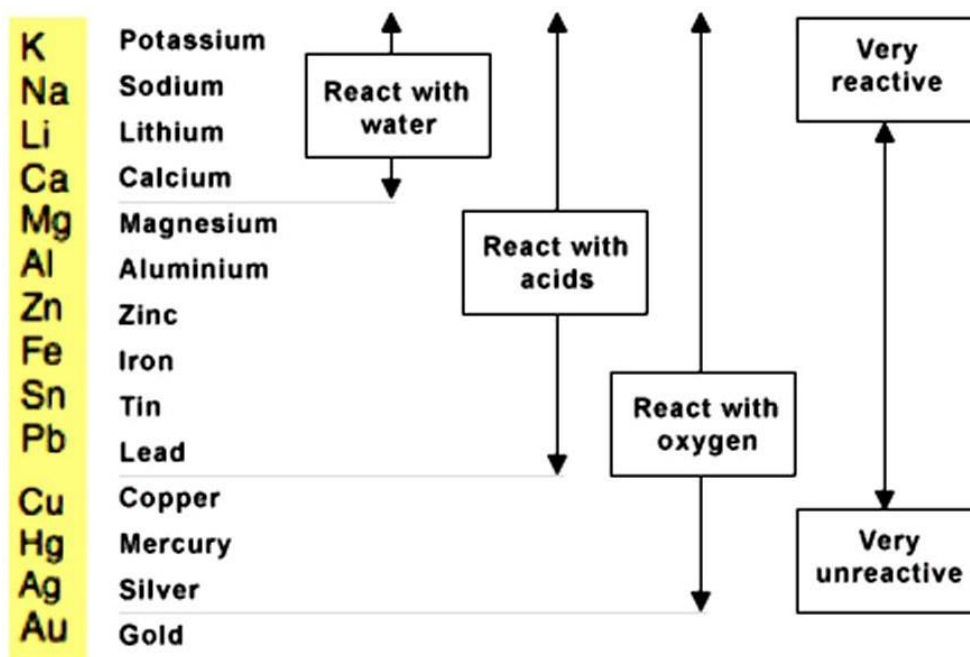 K
Na
Li
Ca
Mg
Al
Zn
Fe
Sn
Pb
Cu
Hg
Ag
Au
Potassium
Sodium
Lithium
Calcium
Magnesium
Aluminium
Zinc
Iron
Tin
Lead
Copper
Mercury
Silver
Gold
React with
water
React with
acids
React with
oxygen
Very
reactive
Very
unreactive